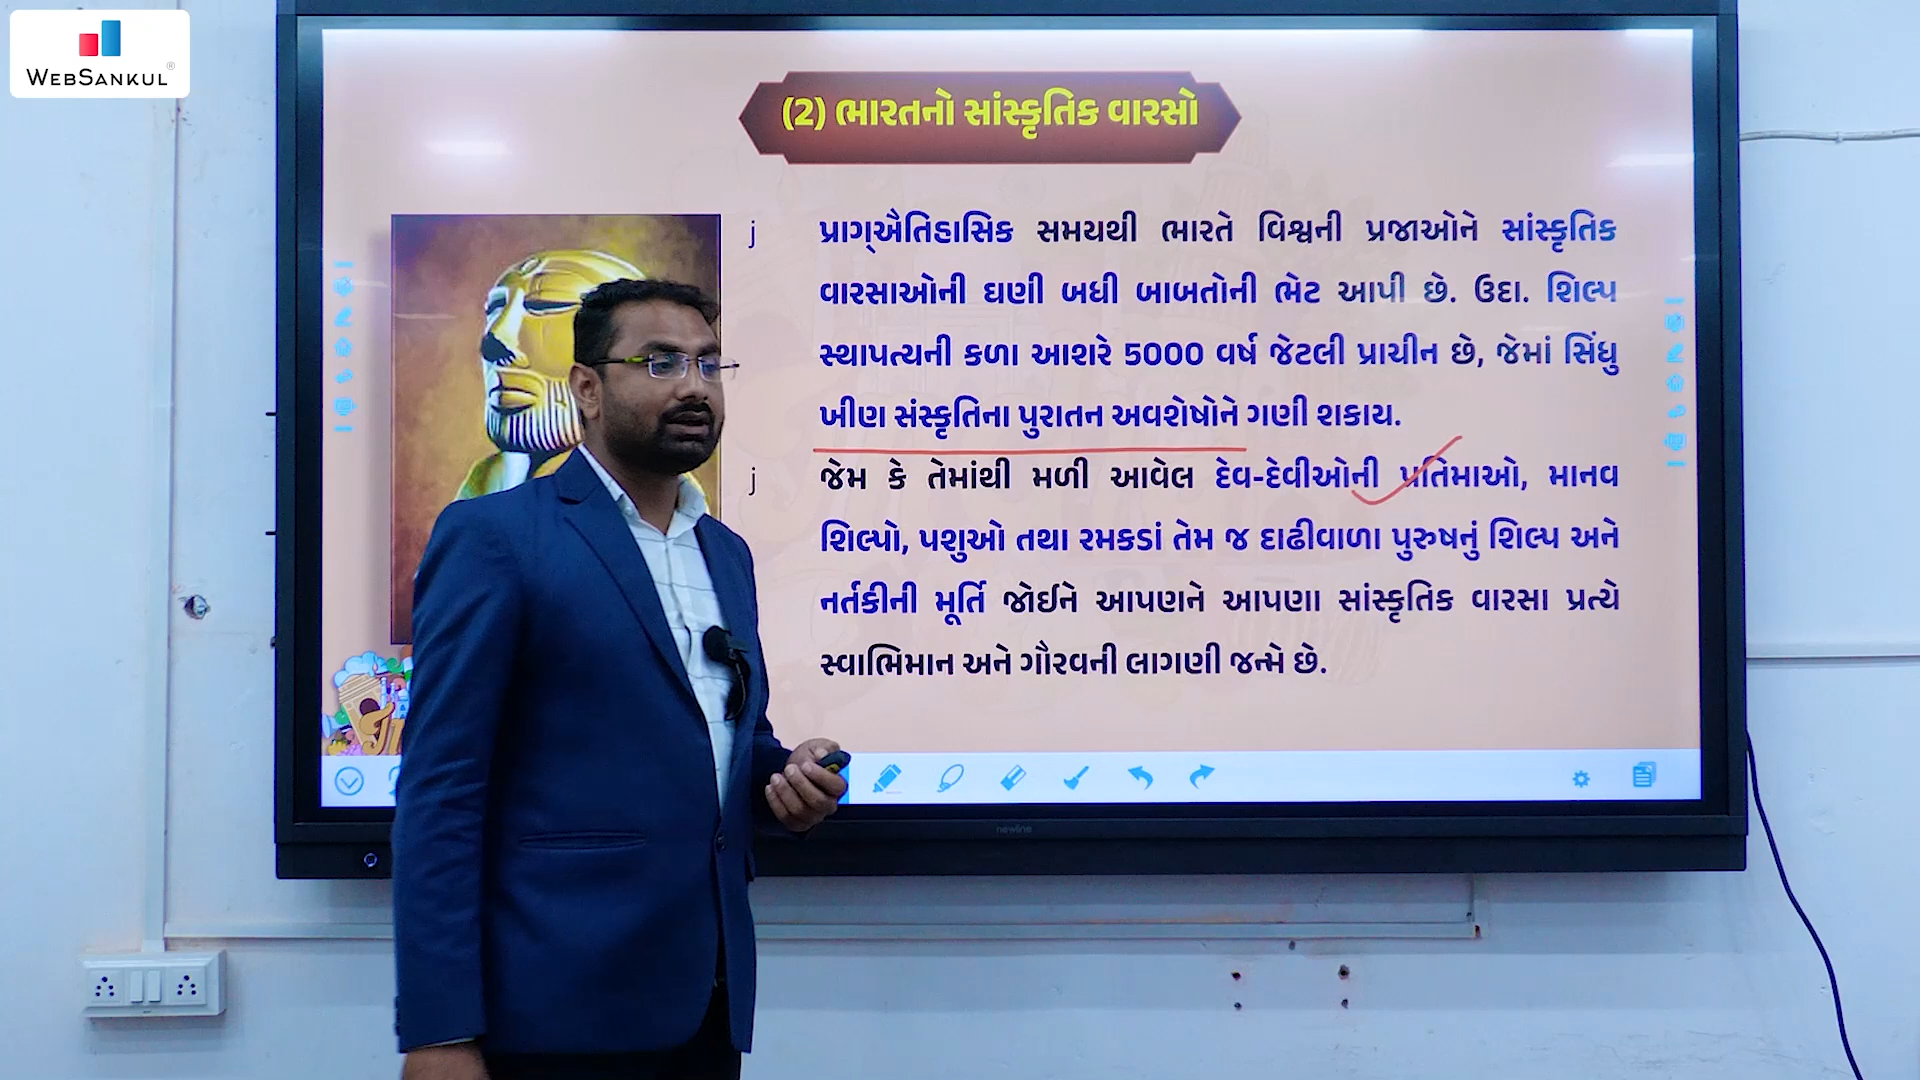 WEBSANKUL®
(2) ભારતનો સાંસ્કૃતિક વારસો
j પ્રાગ્ઐતિહાસિક સમયથી ભારતે વિશ્વની પ્રજાઓને સાંસ્કૃતિક
વારસાઓની ઘણી બધી બાબતોની ભેટ આપી છે. ઉદા. શિલ્પ
સ્થાપત્યની કળા આશરે 5000 વર્ષ જેટલી પ્રાચીન છે, જેમાં સિંધુ
ખીણ સંસ્કૃતિના પુરાતન અવશેષોને ગણી શકાય.
j જેમ કે તેમાંથી મળી આવેલ દેવ-દેવીઓની પ્રતિમાઓ, માનવ
શિલ્પો, પશુઓ તથા રમકડાં તેમ જ દાઢીવાળા પુરુષનું શિલ્પ અને
નર્તકીની મૂર્તિ જોઈને આપણને આપણા સાંસ્કૃતિક વારસા પ્રત્યે
સ્વાભિમાન અને ગૌરવની લાગણી જન્મે છે.
newline